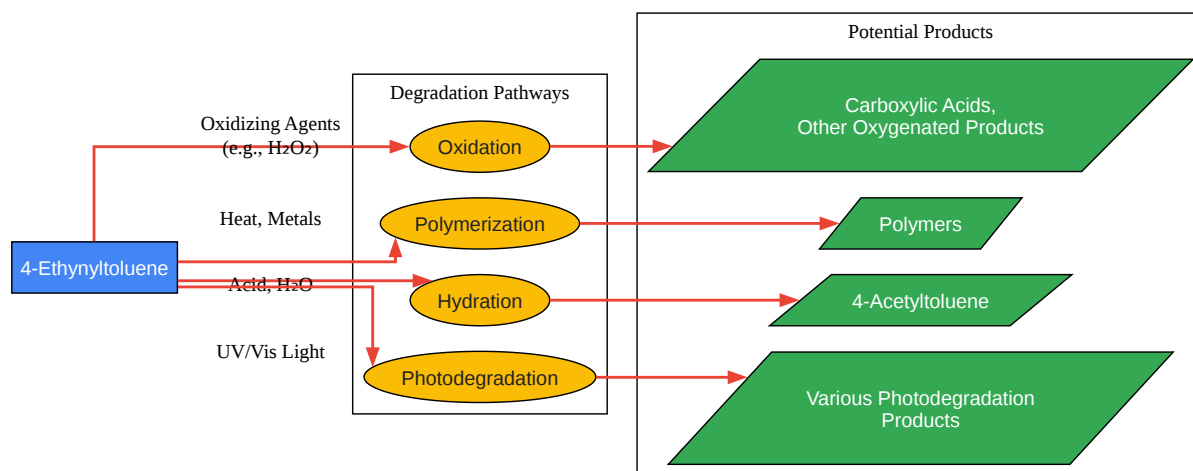 Potential Products
Degradation Pathways
Carboxylic Acids,
Other Oxygenated Products
Oxidizing Agents
(e.g., H₂O₂)
Oxidation
Heat, Metals
Polymerization
Polymers
4-Ethynyltoluene
Acid, H₂O
Hydration
4-Acetyltoluene
UV/Vis Light
Photodegradation
Various Photodegradation
Products